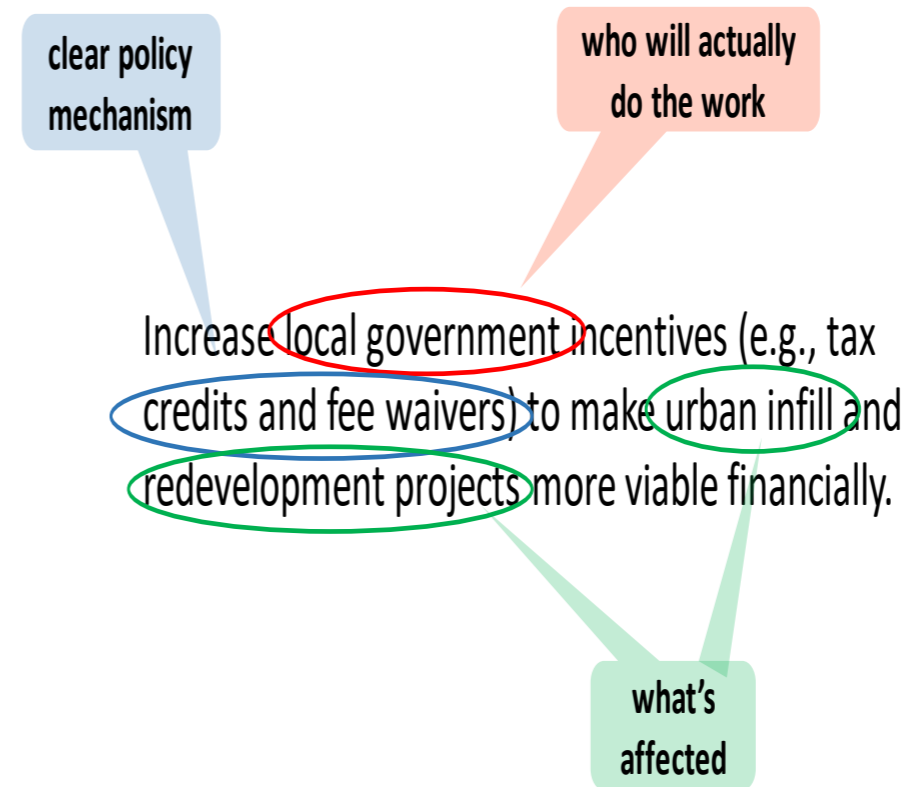 clear policy
mechanism
who will actually
do the work
Increase local government incentives (e.g., tax
credits and fee waivers) to make urban infill and
redevelopment projects more viable financially.
what’s
affected